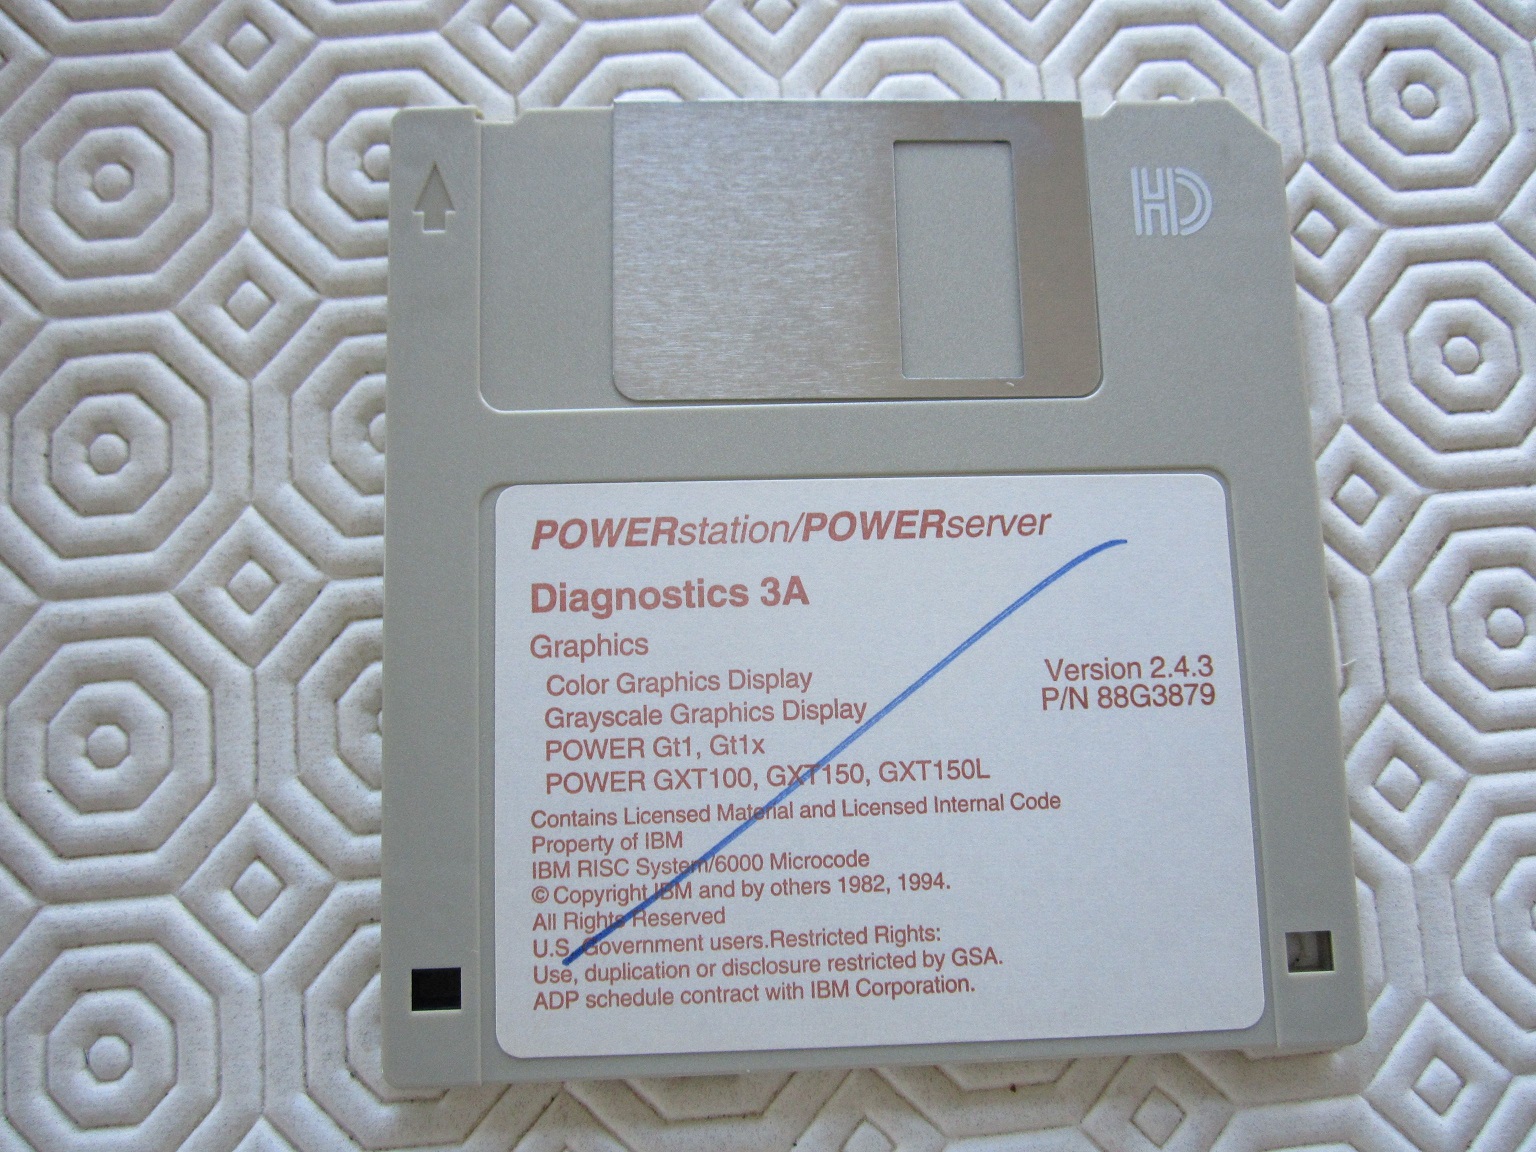 HD
POWERstation/POWERserver
Diagnostics 3A
Graphics
Color Graphics Display
Grayscale Graphics Display
POWER Gt1, Gt1x
POWER GXT100, GXT150, GXT150L
Version 2.4.3
P/N 88G3879
Contains Licensed Material and Licensed Internal Code
Property of IBM
IBM RISC System/6000 Microcode
© Copyright IBM and by others 1982, 1994.
All Rights Reserved
U.S. Government users.Restricted Rights:
Use, duplication or disclosure restricted by GSA.
ADP schedule contract with IBM Corporation.